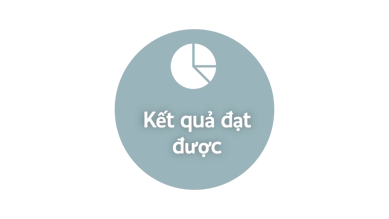 Kết quả đạt
được